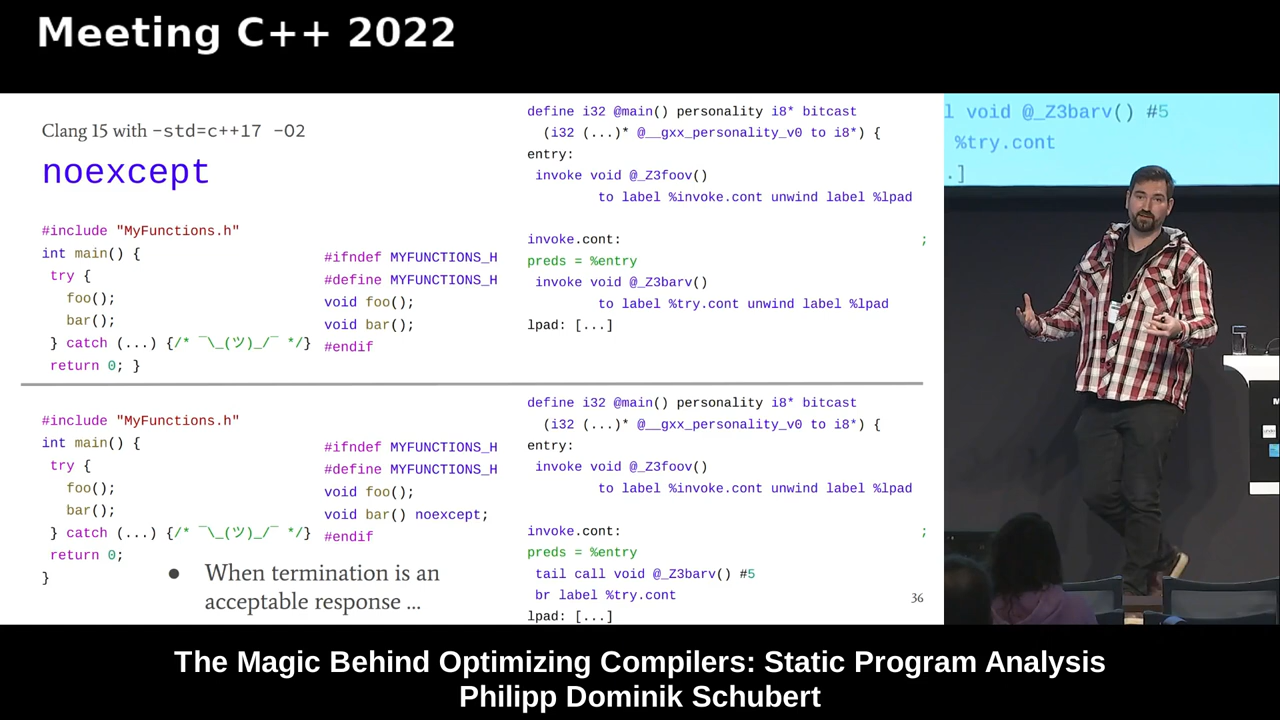 Meeting C++ 2022
Clang 15 with -std=c++17 -O2
noexcept
#include "MyFunctions.h"
int main() {
try {
foo();
bar();
} catch (...) {/* ¯\_(ツ)_/¯ */}
return 0; }
#ifndef MYFUNCTIONS_H
#define MYFUNCTIONS_H
void foo();
void bar();
#endif
define i32 @main() personality i8* bitcast
(i32 (...)* @__gxx_personality_v0 to i8*) {
entry:
invoke void @_Z3foov()
to label %invoke.cont unwind label %lpad
invoke.cont: ;
preds = %entry
invoke void @_Z3barv()
to label %try.cont unwind label %lpad
lpad: [...]
#include "MyFunctions.h"
int main() {
try {
foo();
bar();
} catch (...) {/* ¯\_(ツ)_/¯ */}
return 0;
}
#ifndef MYFUNCTIONS_H
#define MYFUNCTIONS_H
void foo();
void bar() noexcept;
#endif
● When termination is an
acceptable response ...
define i32 @main() personality i8* bitcast
(i32 (...)* @__gxx_personality_v0 to i8*) {
entry:
invoke void @_Z3foov()
to label %invoke.cont unwind label %lpad
invoke.cont: ;
preds = %entry
tail call void @_Z3barv() #5
br label %try.cont
lpad: [...]
36
l void @_Z3barv() #5
%try.cont
.]
The Magic Behind Optimizing Compilers: Static Program Analysis
Philipp Dominik Schubert